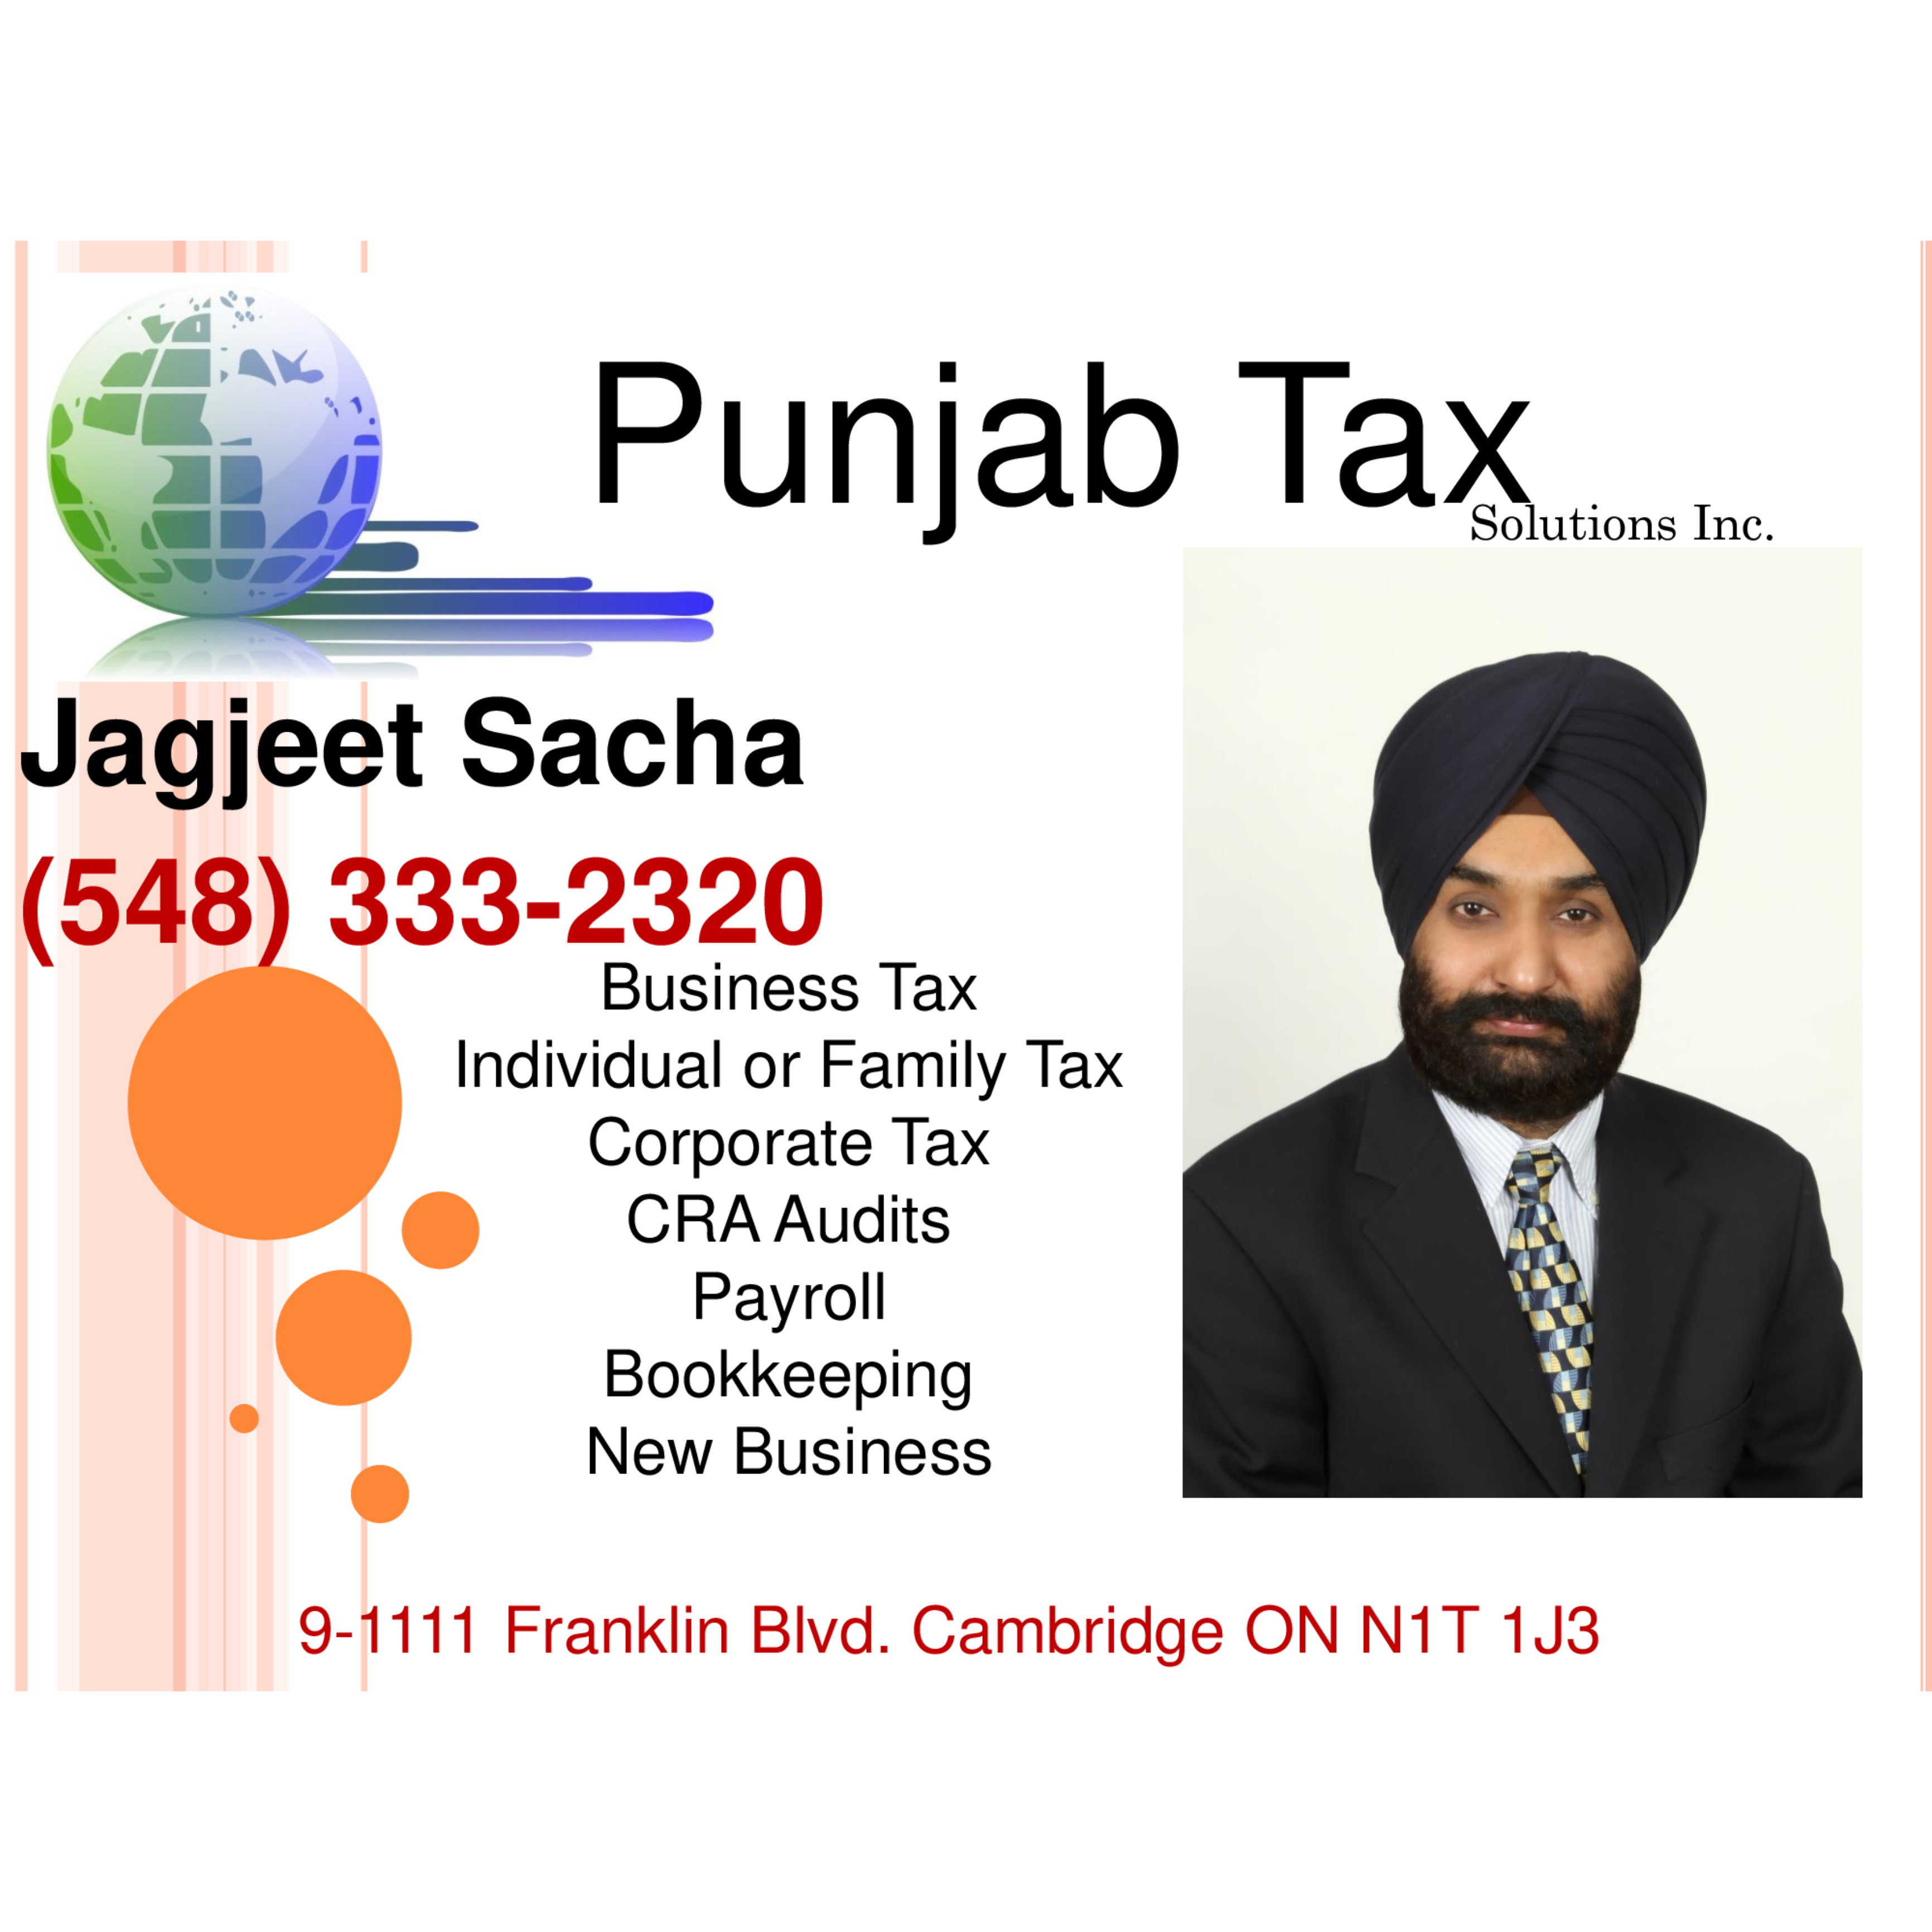 Punjab Tax
Solutions Inc.
Jagjeet Sacha
(548) 333-2320
Business Tax
Individual or Family Tax
Corporate Tax
CRA Audits
Payroll
Bookkeeping
New Business
9-1111 Franklin Blvd. Cambridge ON N1T 1J3